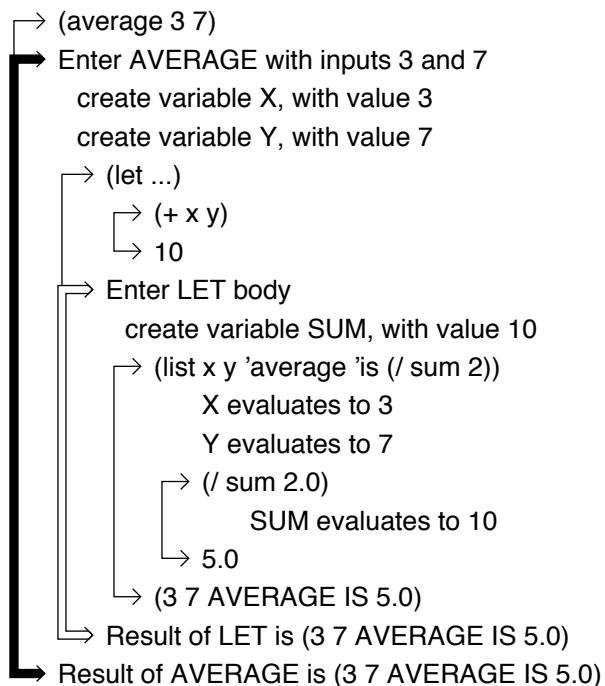 (average 3 7)
Enter AVERAGE with inputs 3 and 7
create variable X, with value 3
create variable Y, with value 7
(let ...)
(+ x y)
10
Enter LET body
create variable SUM, with value 10
(list x y ’average ’is (/ sum 2))
X evaluates to 3
Y evaluates to 7
(/ sum 2.0)
SUM evaluates to 10
5.0
(3 7 AVERAGE IS 5.0)
Result of LET is (3 7 AVERAGE IS 5.0)
Result of AVERAGE is (3 7 AVERAGE IS 5.0)